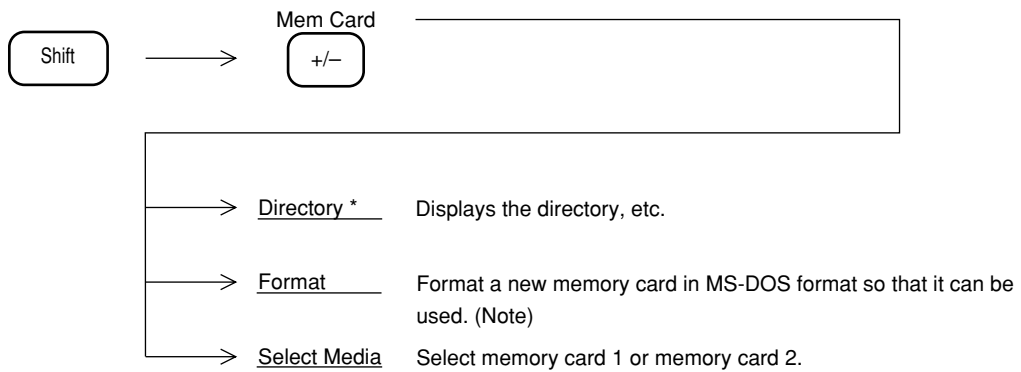 Mem Card
Shift
+/−
Directory * Displays the directory, etc.
Format Format a new memory card in MS-DOS format so that it can be
used. (Note)
Select Media Select memory card 1 or memory card 2.